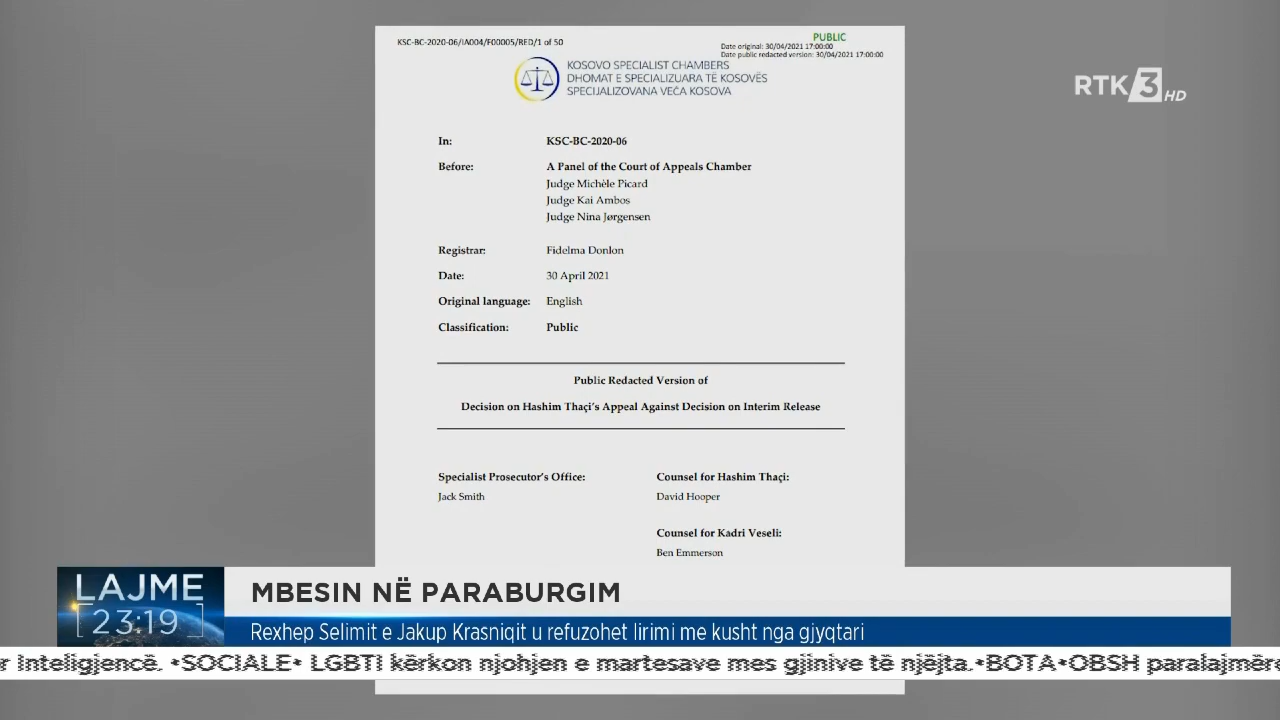 KSC-BC-2020-06/IA004/F00005/RED/1 of 50
PUBLIC
Date original: 30/04/2021 17:00:00
Date public redacted version: 30/04/2021 17:00:00
KOSOVO SPECIALIST CHAMBERS
DHOMAT E SPECIALIZUARA TË KOSOVËS
SPECIJALIZOVANA VEĆA KOSOVA
RTK 3 HD
In: KSC-BC-2020-06
Before: A Panel of the Court of Appeals Chamber
Judge Michèle Picard
Judge Kai Ambos
Judge Nina Jørgensen
Registrar: Fidelma Donlon
Date: 30 April 2021
Original language: English
Classification: Public
Public Redacted Version of
Decision on Hashim Thaçi's Appeal Against Decision on Interim Release
Specialist Prosecutor's Office:
Jack Smith
Counsel for Hashim Thaçi:
David Hooper
Counsel for Kadri Veseli:
Ben Emmerson
LAJME
23:19
MBESIN NË PARABURGIM
Rexhep Selimit e Jakup Krasniqit u refuzohet lirimi me kusht nga gjyqtari
r Inteligjencë. •SOCIALE• LGBTI kërkon njohjen e martesave mes gjinive të njëjta.•BOTA•OBSH paralajmëro